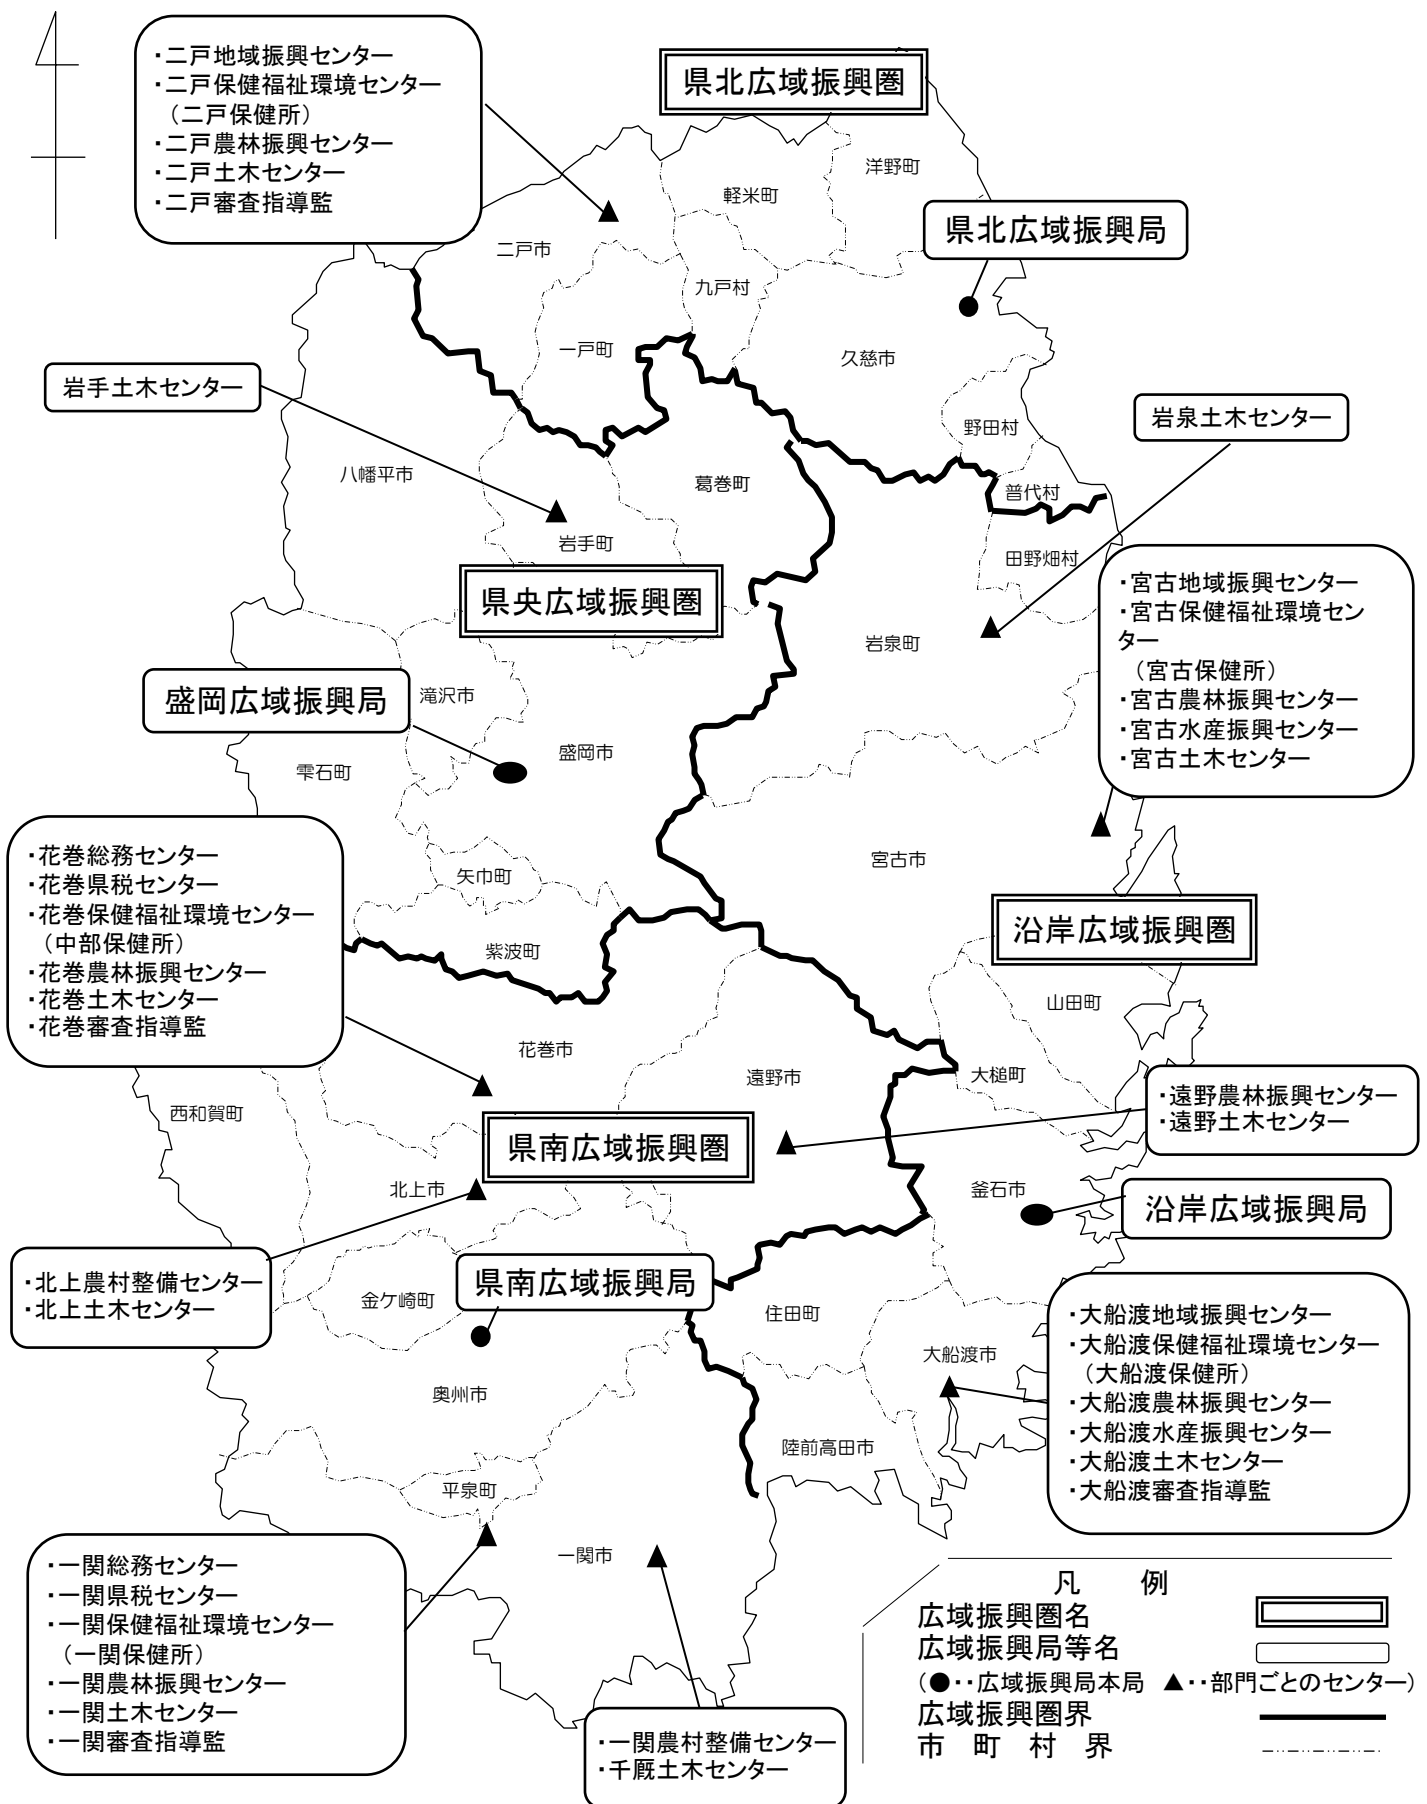 ・二戸地域振興センター
・二戸保健福祉環境センター
（二戸保健所）
・二戸農林振興センター
・二戸土木センター
・二戸審査指導監
県北広域振興圏
洋野町
軽米町
県北広域振興局
二戸市
九戸村
一戸町
久慈市
岩手土木センター
岩泉土木センター
野田村
八幡平市
葛巻町
普代村
岩手町
田野畑村
・宮古地域振興センター
・宮古保健福祉環境セン
ター
（宮古保健所）
・宮古農林振興センター
・宮古水産振興センター
・宮古土木センター
県央広域振興圏
岩泉町
盛岡広域振興局
滝沢市
盛岡市
雫石町
・花巻総務センター
・花巻県税センター
・花巻保健福祉環境センター
（中部保健所）
・花巻農林振興センター
・花巻土木センター
・花巻審査指導監
宮古市
矢巾町
沿岸広域振興圏
紫波町
山田町
花巻市
遠野市
大槌町
・遠野農林振興センター
・遠野土木センター
西和賀町
県南広域振興圏
北上市
釜石市
沿岸広域振興局
・北上農村整備センター
・北上土木センター
県南広域振興局
金ケ崎町
住田町
大船渡市
・大船渡地域振興センター
・大船渡保健福祉環境センター
（大船渡保健所）
・大船渡農林振興センター
・大船渡水産振興センター
・大船渡土木センター
・大船渡審査指導監
奥州市
陸前高田市
平泉町
一関市
・一関総務センター
・一関県税センター
・一関保健福祉環境センター
（一関保健所）
・一関農林振興センター
・一関土木センター
・一関審査指導監
・一関農村整備センター
・千厩土木センター
凡　例
広域振興圏名
広域振興局等名
（●‥広域振興局本局　▲‥部門ごとのセンター）
広域振興圏界
市　町　村　界